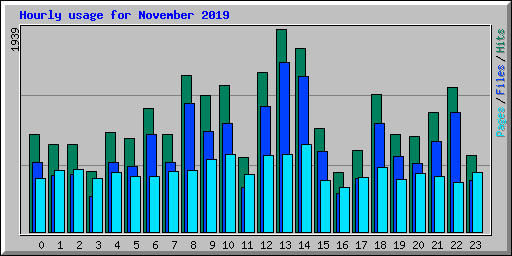 Hourly usage for November 2019
1939
Pages / Files / Hits
0 1 2 3 4 5 6 7 8 9 10 11 12 13 14 15 16 17 18 19 20 21 22 23